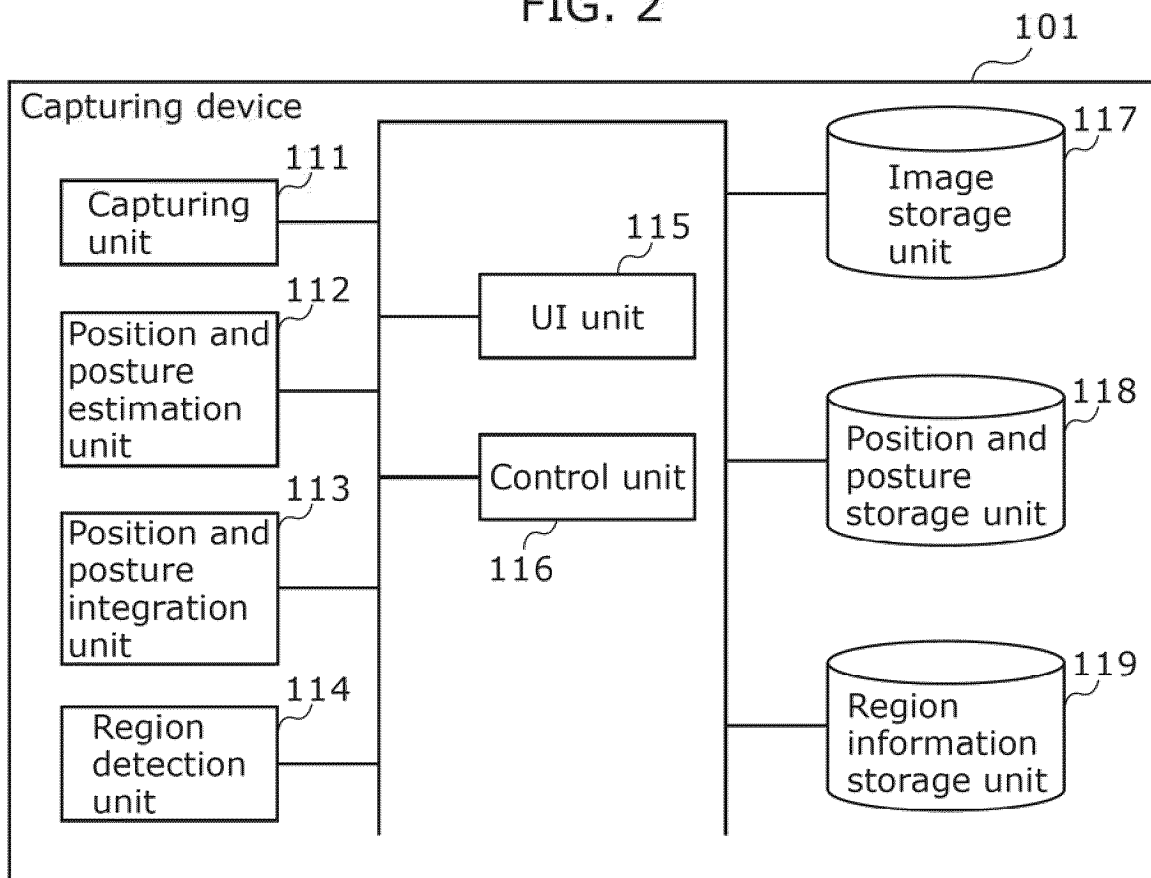 FIG. 2
101
Capturing device
111
Capturing
unit
112
Position and
posture
estimation
unit
113
Position and
posture
integration
unit
114
Region
detection
unit
115
UI unit
Control unit
116
117
Image
storage
unit
118
Position and
posture
storage unit
119
Region
information
storage unit